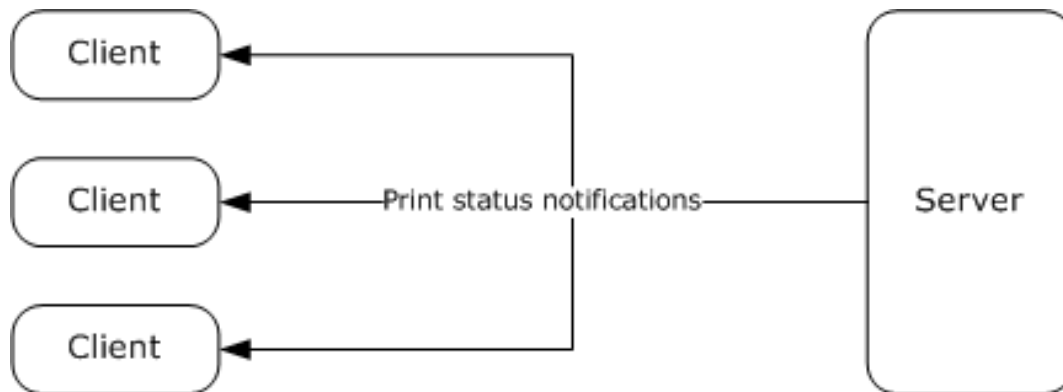 Client
Client
Print status notifications
Server
Client